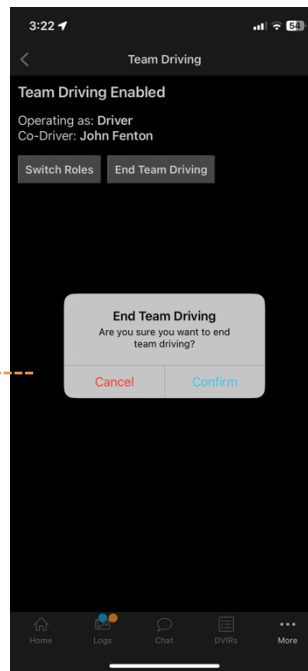 3:22
54
Team Driving
Team Driving Enabled
Operating as: Driver
Co-Driver: John Fenton
Switch Roles End Team Driving
End Team Driving
Are you sure you want to end
team driving?
Cancel Confirm
Home Logs Chat DVIRs More